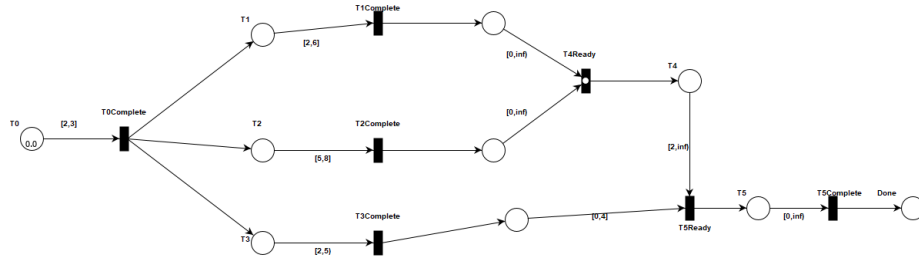 T1Complete
T1
[2,6]
[0,inf)
T4Ready
T4
T0Complete
[2,3]
T0
0.0
[0,inf)
T2
T2Complete
[5,8]
[2,inf)
T5
T5Complete
Done
T3Complete
[0,4]
[0,inf)
T5Ready
T3
[2,5)